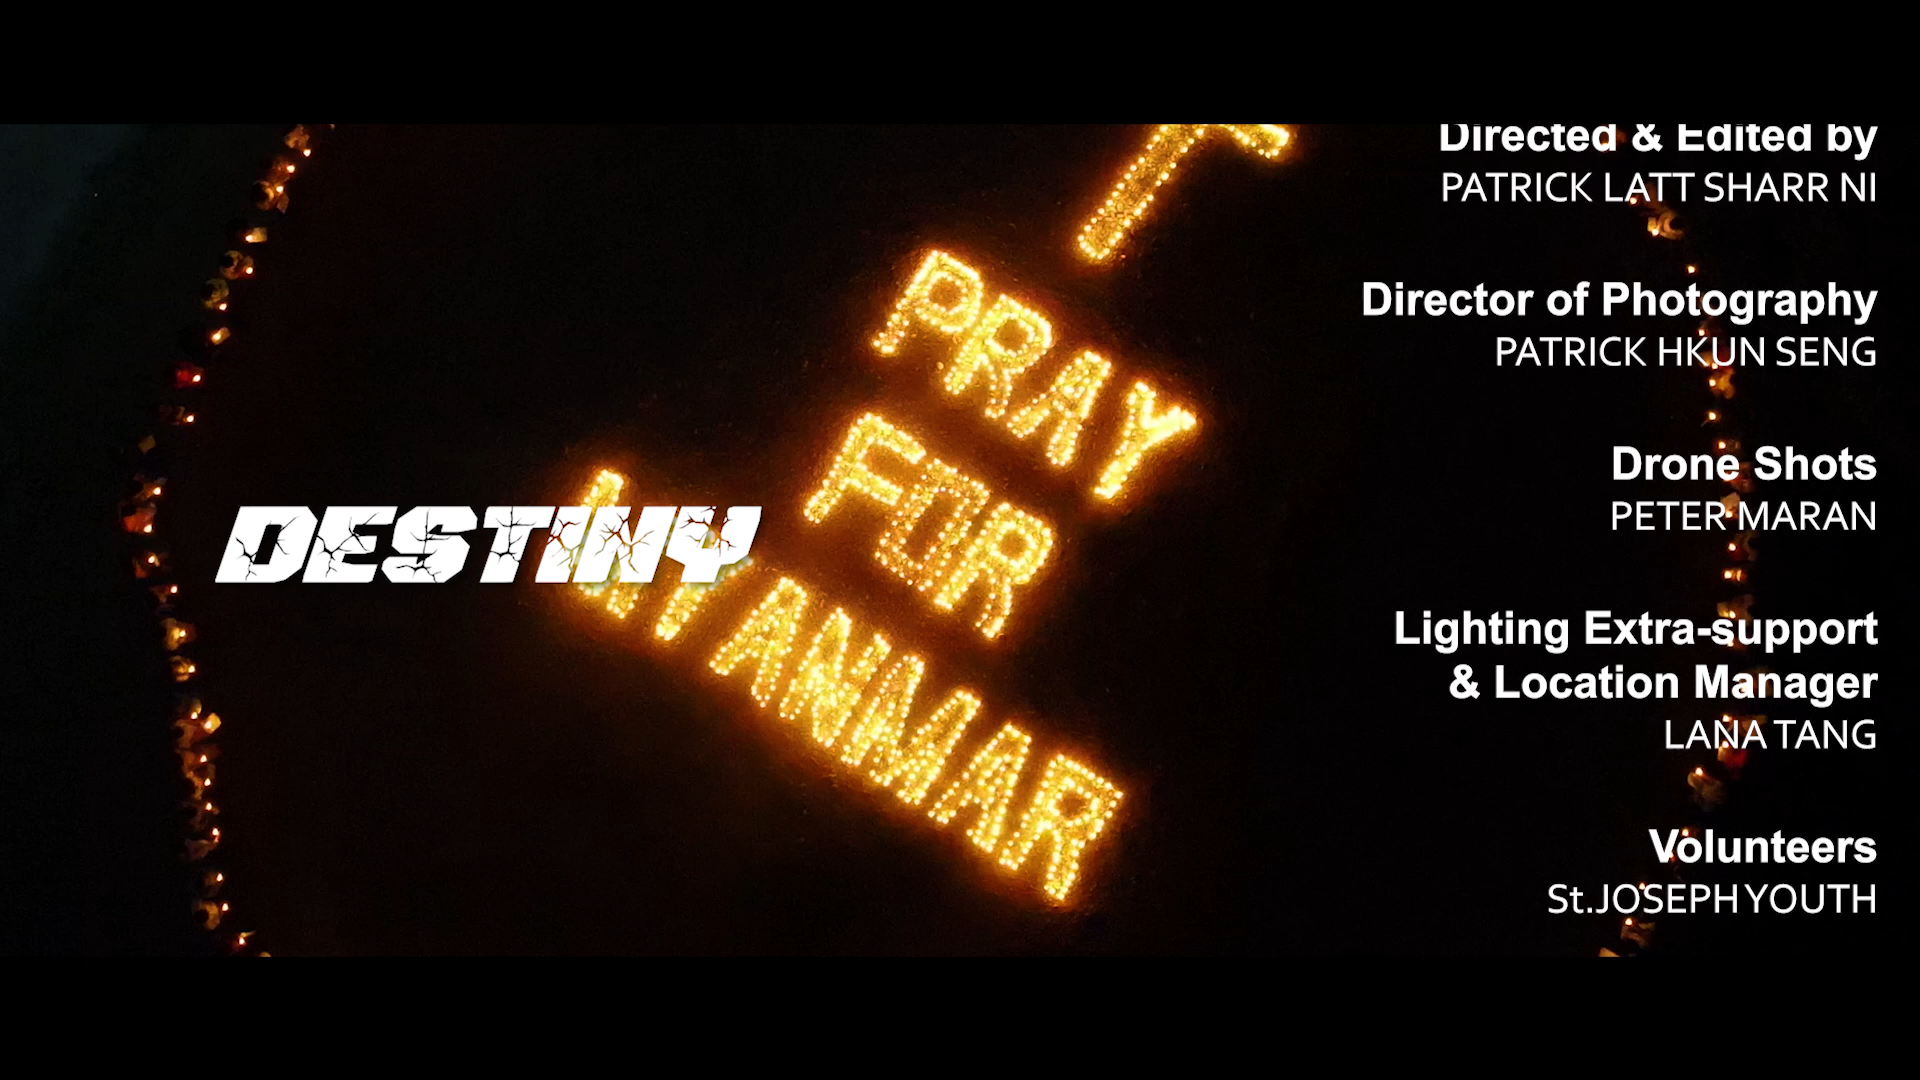 DESTINY
PRAY
FOR
MYANMAR
Directed & Edited by
PATRICK LATT SHARR NI
Director of Photography
PATRICK HKUN SENG
Drone Shots
PETER MARAN
Lighting Extra-support
& Location Manager
LANA TANG
Volunteers
St.JOSEPH YOUTH